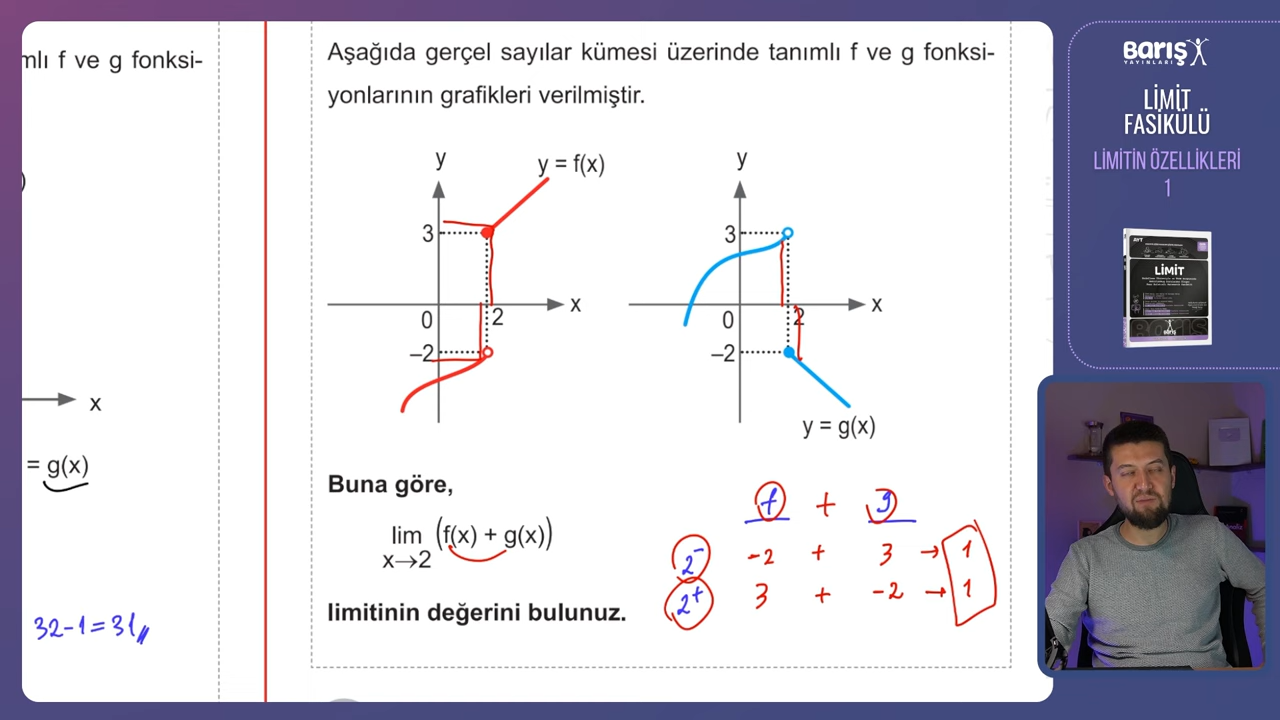 mlı f ve g fonksi-
)
x
= g(x)
32-1=31
Aşağıda gerçel sayılar kümesi üzerinde tanımlı f ve g fonksi-
yonlarının grafikleri verilmiştir.
y
y = f(x)
3
x
0
2
–2
y
3
x
0
2
–2
y = g(x)
Buna göre,
lim (f(x) + g(x))
x→2
limitinin değerini bulunuz.
f + g
2⁻ -2 + 3 → 1
2⁺ 3 + -2 → 1
BARIŞ
YAYINLARI
LİMİT
FASİKÜLÜ
LİMİTİN ÖZELLİKLERİ
1
AYT
LİMİT
BARIŞ